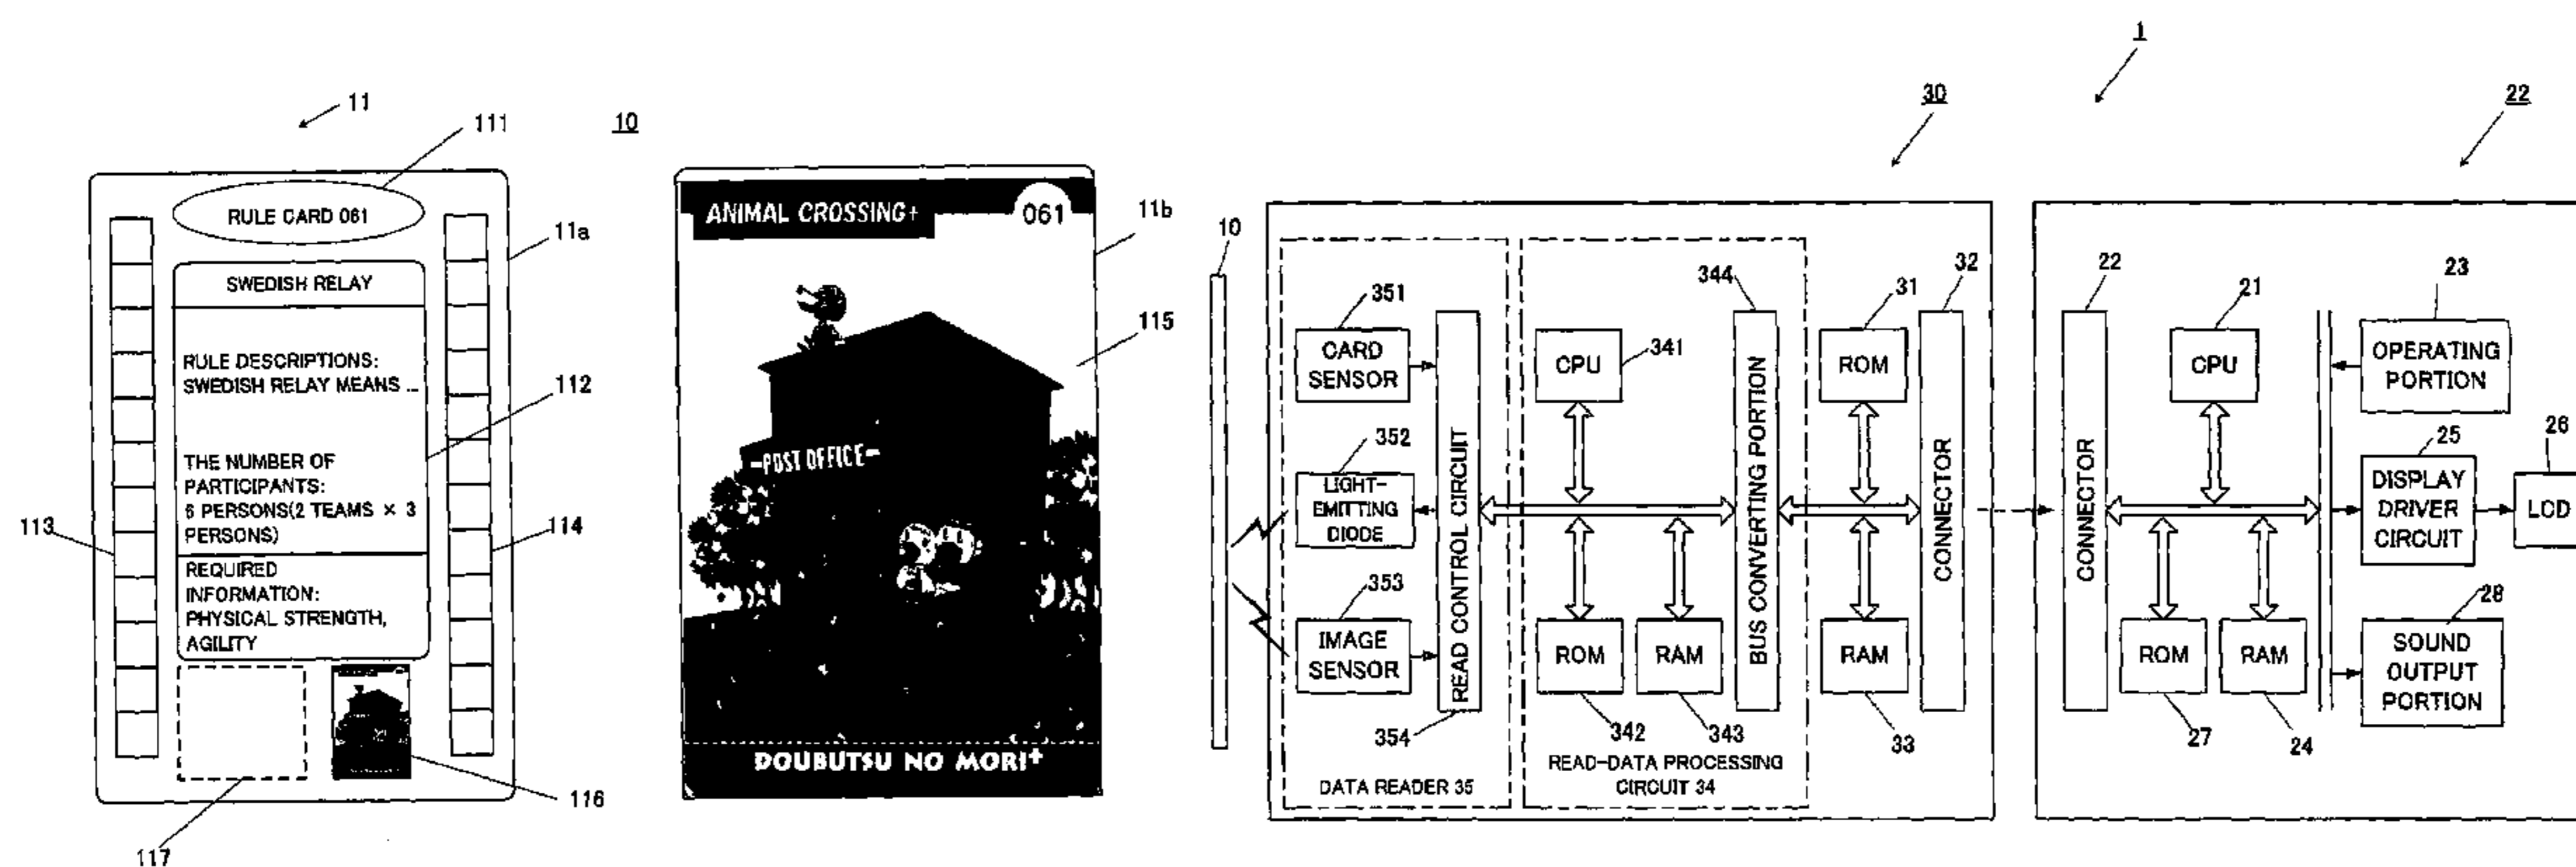 11
111
10
RULE CARD 061
11a
SWEDISH RELAY
RULE DESCRIPTIONS:
SWEDISH RELAY MEANS ...
112
THE NUMBER OF
PARTICIPANTS:
6 PERSONS(2 TEAMS × 3
PERSONS)
113
114
REQUIRED
INFORMATION:
PHYSICAL STRENGTH,
AGILITY
116
117
ANIMAL CROSSING+
061
11b
115
-POST OFFICE-
DOUBUTSU NO MORI+
1
30
22
10
351
CARD
SENSOR
352
LIGHT-
EMITTING
DIODE
353
IMAGE
SENSOR
READ CONTROL CIRCUIT
354
DATA READER 35
CPU
341
344
BUS CONVERTING PORTION
ROM
342
RAM
343
READ-DATA PROCESSING
CIRCUIT 34
31
ROM
32
CONNECTOR
RAM
33
22
CONNECTOR
21
CPU
ROM
27
RAM
24
23
OPERATING
PORTION
25
DISPLAY
DRIVER
CIRCUIT
26
LCD
28
SOUND
OUTPUT
PORTION